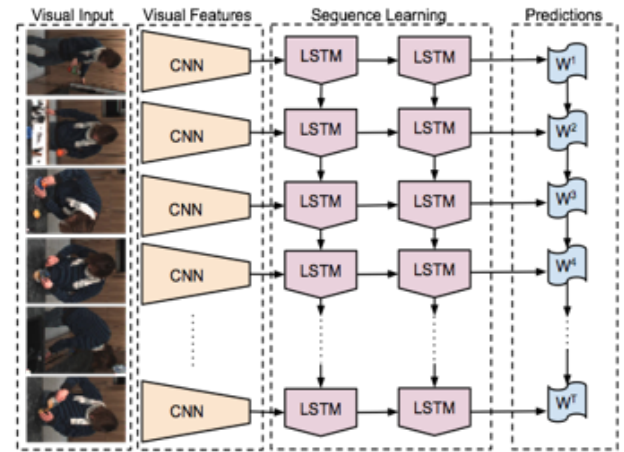 Visual Input Visual Features Sequence Learning Predictions
CNN LSTM LSTM W¹
CNN LSTM LSTM W²
CNN LSTM LSTM W³
CNN LSTM LSTM W⁴
CNN LSTM LSTM Wᵀ